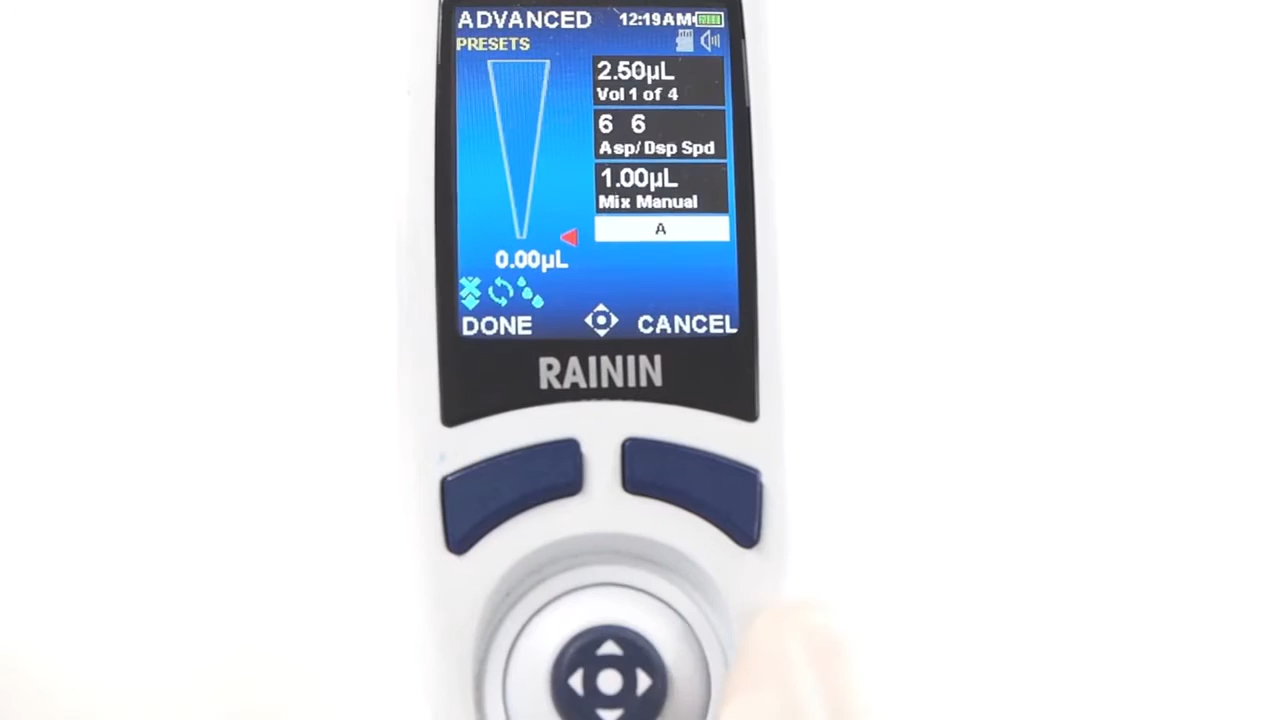 ADVANCED 12:19AM
PRESETS
2.50µL
Vol 1 of 4
6 6
Asp/Dsp Spd
1.00µL
Mix Manual
A
0.00µL
DONE CANCEL
RAININ